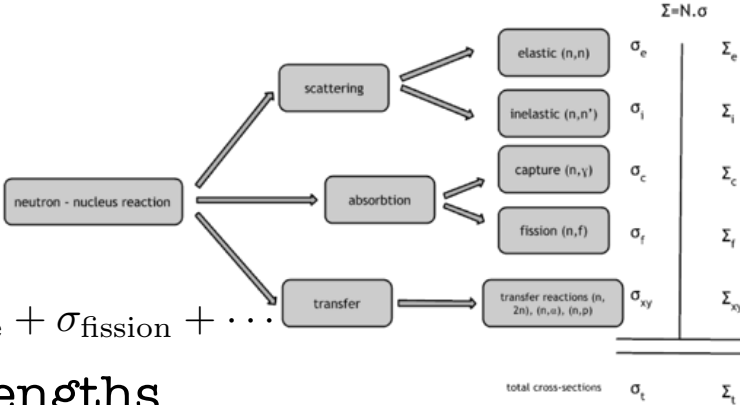 Σ=N.σ
elastic (n,n) σe Σe
scattering
inelastic (n,n') σi Σi
capture (n,γ) σc Σc
neutron - nucleus reaction
absorbtion
fission (n,f) σf Σf
transfer
transfer reactions (n,
2n), (n,α), (n,p)
σxy Σxy
e + σfission + ···
engths
total cross-sections σt Σt